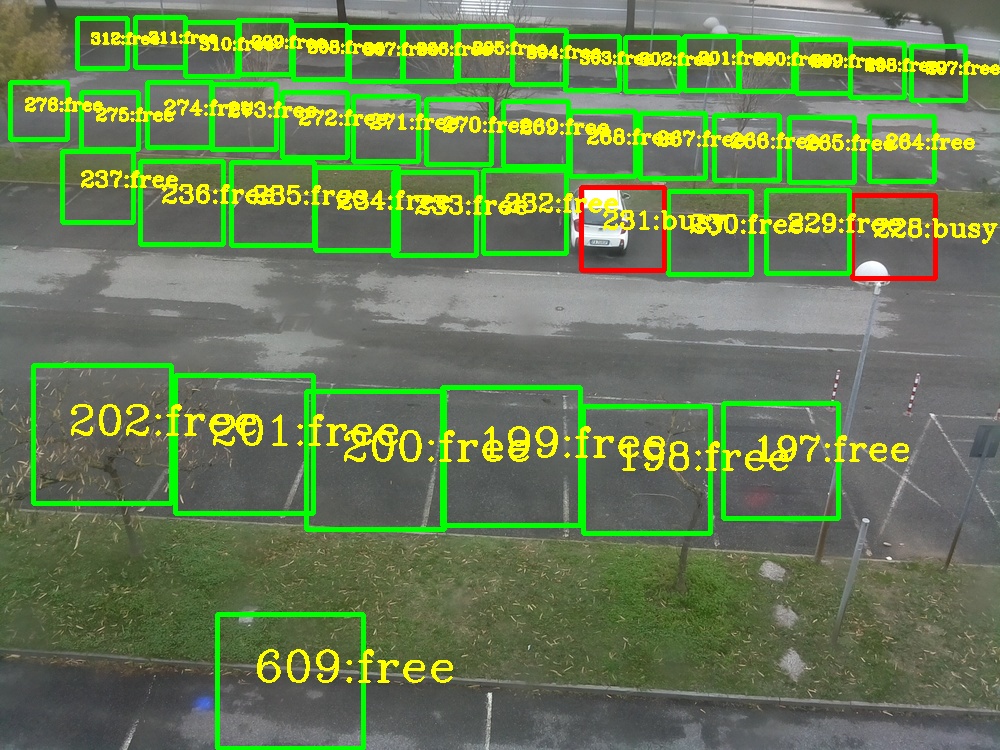 312:free 311:free 310:free 309:free 308:free 307:free 306:free 305:free 304:free 303:free 302:free 301:free 300:free 299:free 298:free 297:free
276:free 275:free 274:free 273:free 272:free 271:free 270:free 269:free 268:free 267:free 266:free 265:free 264:free
237:free 236:free 235:free 234:free 233:free 232:free 231:busy 230:free 229:free 228:busy
202:free 201:free 200:free 199:free 198:free 197:free
609:free